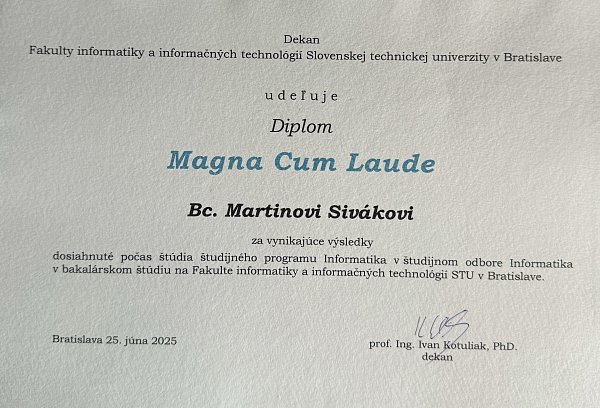 Dekan
Fakulty informatiky a informačných technológií Slovenskej technickej univerzity v Bratislave
udeľuje
Diplom
Magna Cum Laude
Bc. Martinovi Sivákovi
za vynikajúce výsledky
dosiahnuté počas štúdia študijného programu Informatika v študijnom odbore Informatika
v bakalárskom štúdiu na Fakulte informatiky a informačných technológií STU v Bratislave.
Bratislava 25. júna 2025
prof. Ing. Ivan Kotuliak, PhD.
dekan